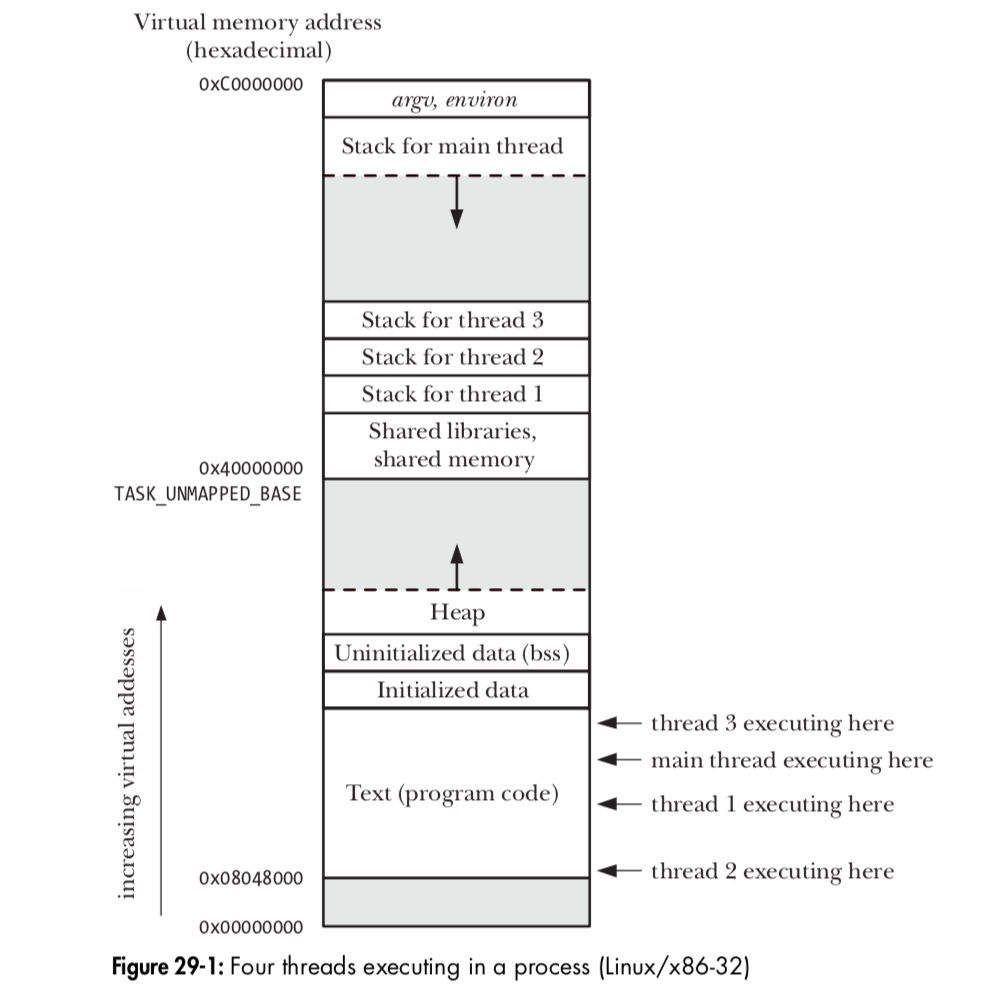 Virtual memory address
(hexadecimal)
0xC0000000
argv, environ
Stack for main thread
Stack for thread 3
Stack for thread 2
Stack for thread 1
Shared libraries,
shared memory
0x40000000
TASK_UNMAPPED_BASE
Heap
Uninitialized data (bss)
Initialized data
increasing virtual addesses
thread 3 executing here
main thread executing here
Text (program code)
thread 1 executing here
thread 2 executing here
0x08048000
0x00000000
Figure 29-1: Four threads executing in a process (Linux/x86-32)